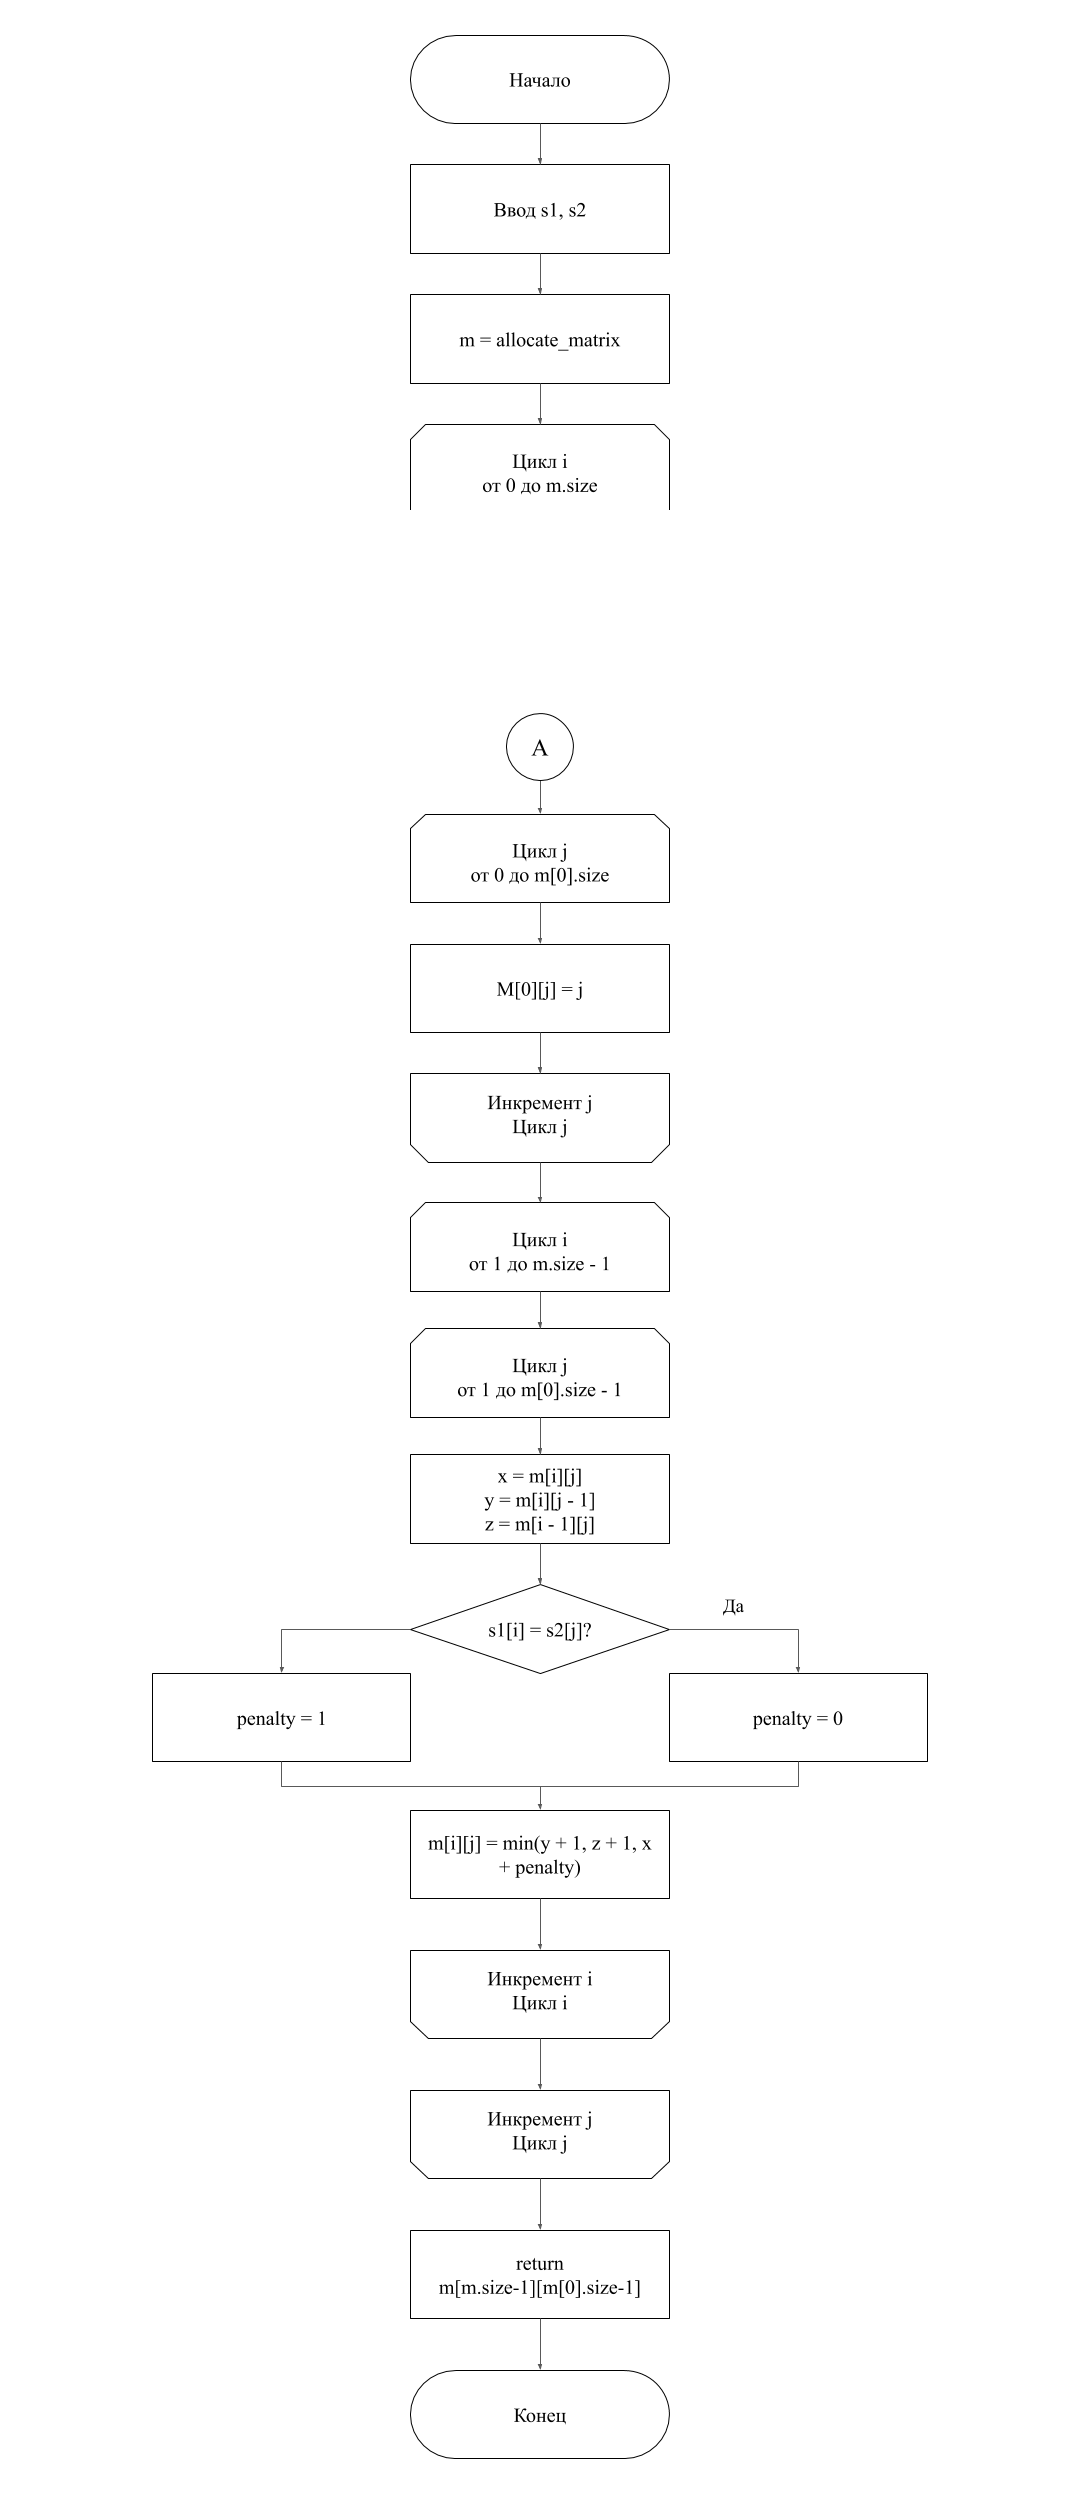 Начало
Ввод s1, s2
m = allocate_matrix
Цикл i
от 0 до m.size
A
Цикл j
от 0 до m[0].size
M[0][j] = j
Инкремент j
Цикл j
Цикл i
от 1 до m.size - 1
Цикл j
от 1 до m[0].size - 1
x = m[i][j]
y = m[i][j - 1]
z = m[i - 1][j]
Да
s1[i] = s2[j]?
penalty = 1
penalty = 0
m[i][j] = min(y + 1, z + 1, x
+ penalty)
Инкремент i
Цикл i
Инкремент j
Цикл j
return
m[m.size-1][m[0].size-1]
Конец